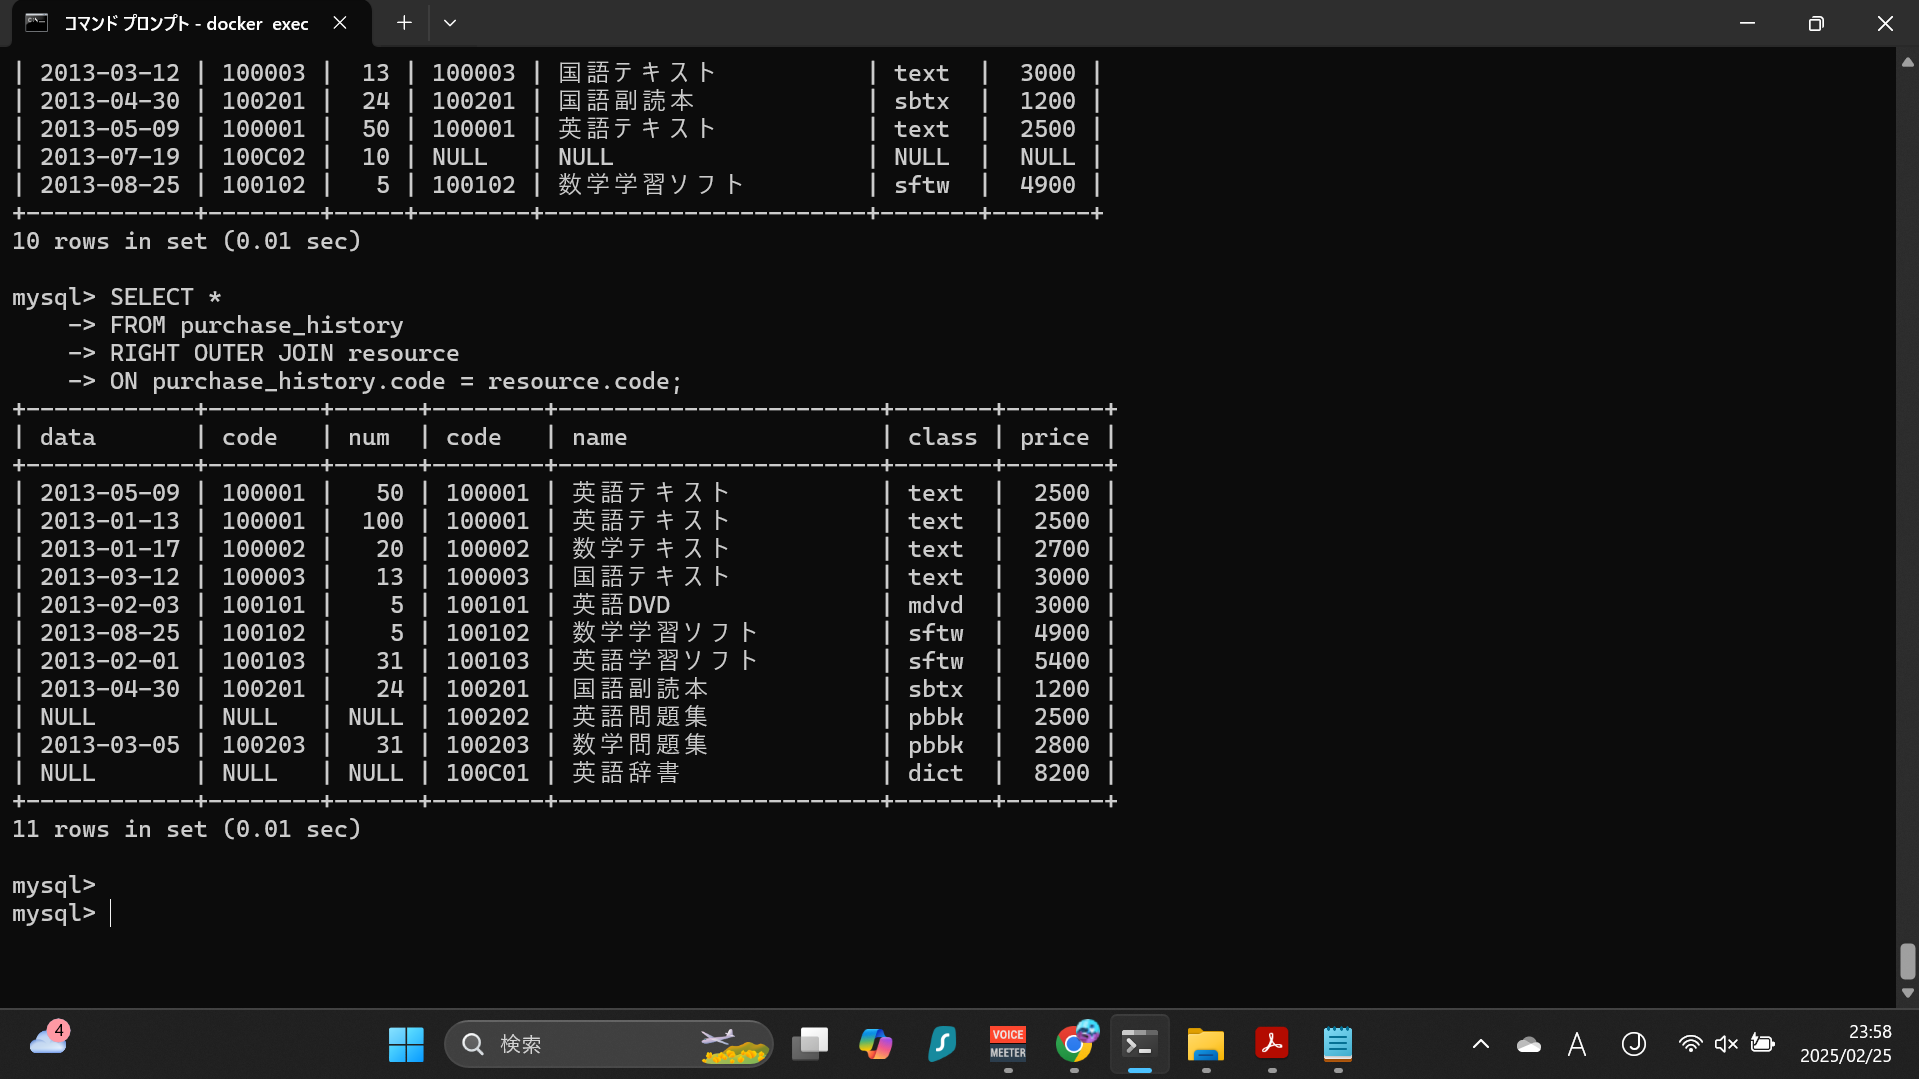 コマンド プロンプト - docker  exec
| 2013-03-12 | 100003 |  13 | 100003 | 国語テキスト           | text  |  3000 |
| 2013-04-30 | 100201 |  24 | 100201 | 国語副読本             | sbtx  |  1200 |
| 2013-05-09 | 100001 |  50 | 100001 | 英語テキスト           | text  |  2500 |
| 2013-07-19 | 100C02 |  10 | NULL   | NULL                  | NULL  |  NULL |
| 2013-08-25 | 100102 |   5 | 100102 | 数学学習ソフト         | sftw  |  4900 |
+------------+--------+-----+--------+-----------------------+-------+-------+
10 rows in set (0.01 sec)
mysql> SELECT *
    -> FROM purchase_history
    -> RIGHT OUTER JOIN resource
    -> ON purchase_history.code = resource.code;
+------------+--------+------+--------+-----------------------+-------+-------+
| data       | code   | num  | code   | name                  | class | price |
+------------+--------+------+--------+-----------------------+-------+-------+
| 2013-05-09 | 100001 |   50 | 100001 | 英語テキスト           | text  |  2500 |
| 2013-01-13 | 100001 |  100 | 100001 | 英語テキスト           | text  |  2500 |
| 2013-01-17 | 100002 |   20 | 100002 | 数学テキスト           | text  |  2700 |
| 2013-03-12 | 100003 |   13 | 100003 | 国語テキスト           | text  |  3000 |
| 2013-02-03 | 100101 |    5 | 100101 | 英語DVD               | mdvd  |  3000 |
| 2013-08-25 | 100102 |    5 | 100102 | 数学学習ソフト         | sftw  |  4900 |
| 2013-02-01 | 100103 |   31 | 100103 | 英語学習ソフト         | sftw  |  5400 |
| 2013-04-30 | 100201 |   24 | 100201 | 国語副読本             | sbtx  |  1200 |
| NULL       | NULL   | NULL | 100202 | 英語問題集             | pbbk  |  2500 |
| 2013-03-05 | 100203 |   31 | 100203 | 数学問題集             | pbbk  |  2800 |
| NULL       | NULL   | NULL | 100C01 | 英語辞書               | dict  |  8200 |
+------------+--------+------+--------+-----------------------+-------+-------+
11 rows in set (0.01 sec)
mysql>
mysql>
4
検索
VOICE
MEETER
A
J
23:58
2025/02/25